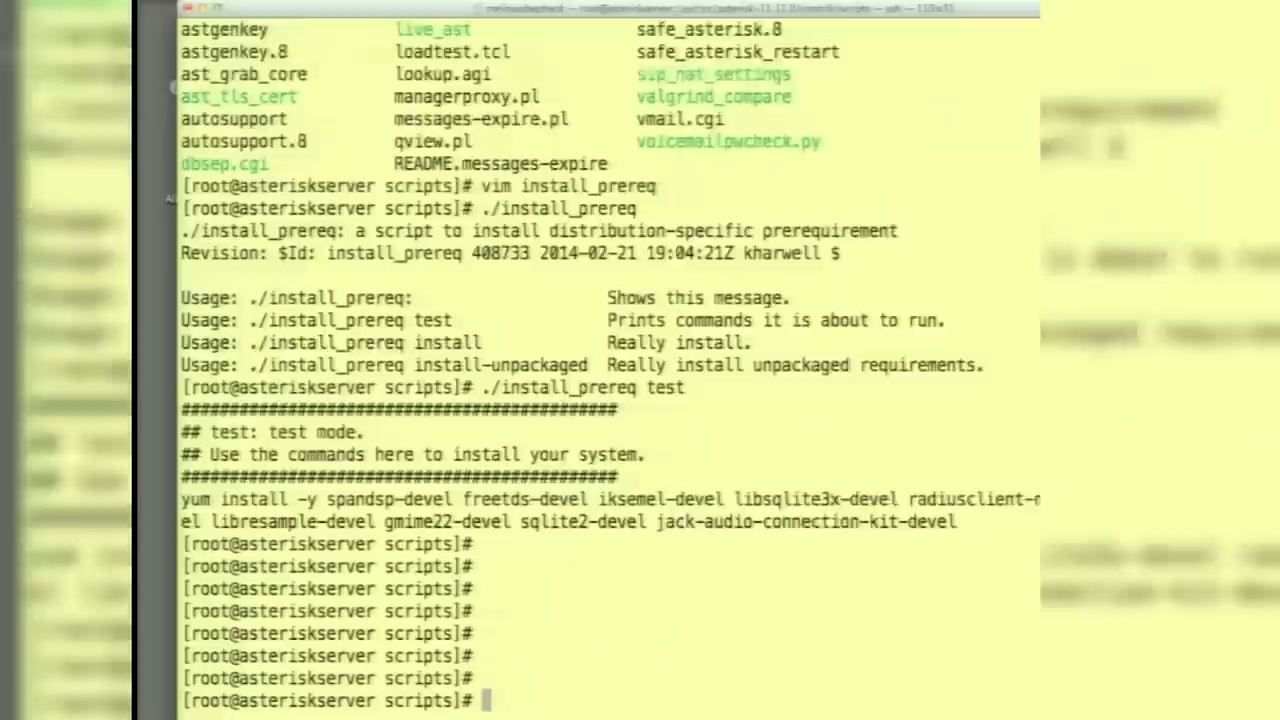 astgenkey live_ast safe_asterisk.8
astgenkey.8 loadtest.tcl safe_asterisk_restart
ast_grab_core lookup.agi sip_nat_settings
ast_tls_cert managerproxy.pl valgrind_compare
autosupport messages-expire.pl vmail.cgi
autosupport.8 qview.pl voicemailpwcheck.py
dbsep.cgi README.messages-expire
[root@asteriskserver scripts]# vim install_prereq
[root@asteriskserver scripts]# ./install_prereq
./install_prereq: a script to install distribution-specific prerequirement
Revision: $Id: install_prereq 408733 2014-02-21 19:04:21Z kharwell $
Usage: ./install_prereq: Shows this message.
Usage: ./install_prereq test Prints commands it is about to run.
Usage: ./install_prereq install Really install.
Usage: ./install_prereq install-unpackaged Really install unpackaged requirements.
[root@asteriskserver scripts]# ./install_prereq test
#############################################
## test: test mode.
## Use the commands here to install your system.
#############################################
yum install -y spandsp-devel freetds-devel iksemel-devel libsqlite3x-devel
el libresample-devel gmime22-devel sqlite2-devel jack-audio-connection-kit-devel
[root@asteriskserver scripts]#
[root@asteriskserver scripts]#
[root@asteriskserver scripts]#
[root@asteriskserver scripts]#
[root@asteriskserver scripts]#
[root@asteriskserver scripts]#
[root@asteriskserver scripts]#
[root@asteriskserver scripts]#